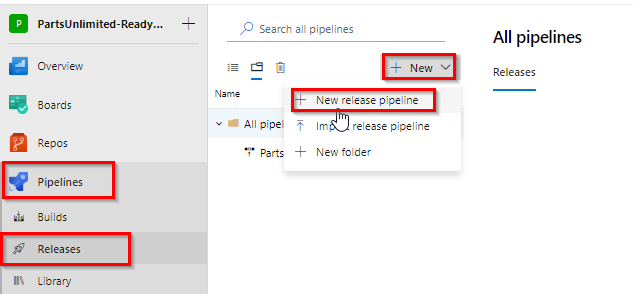 P PartsUnlimited-Ready...
Overview
Boards
Repos
Pipelines
Builds
Releases
Library
Search all pipelines
New
Name
New release pipeline
All pipel
Import release pipeline
Parts
New folder
All pipelines
Releases